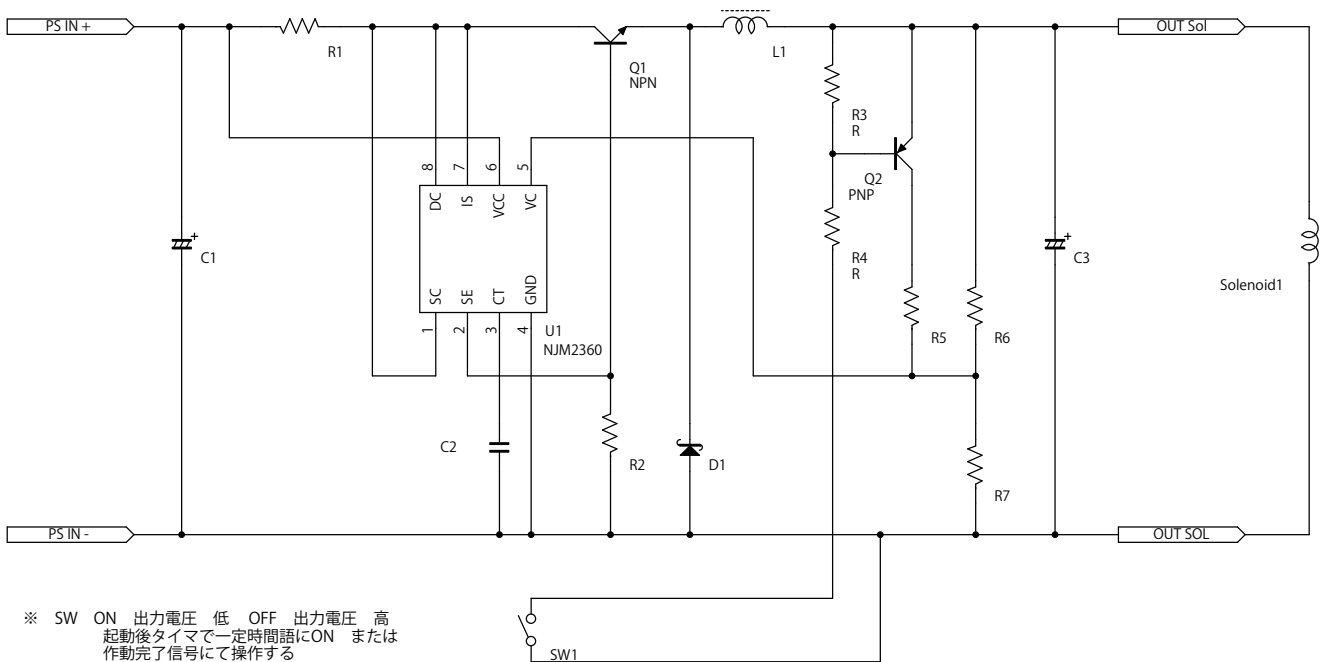 PS IN +
OUT Sol
R1
L1
Q1
NPN
R3
R
8
7
6
5
DC
IS
VCC
VC
Q2
PNP
C1
R4
R
C3
Solenoid1
SC
SE
CT
GND
1
2
3
4
U1
NJM2360
R5
R6
C2
R2
D1
R7
PS IN -
OUT SOL
※ SW ON 出力電圧 低 OFF 出力電圧 高
起動後タイマで一定時間語にON または
作動完了信号にて操作する
SW1